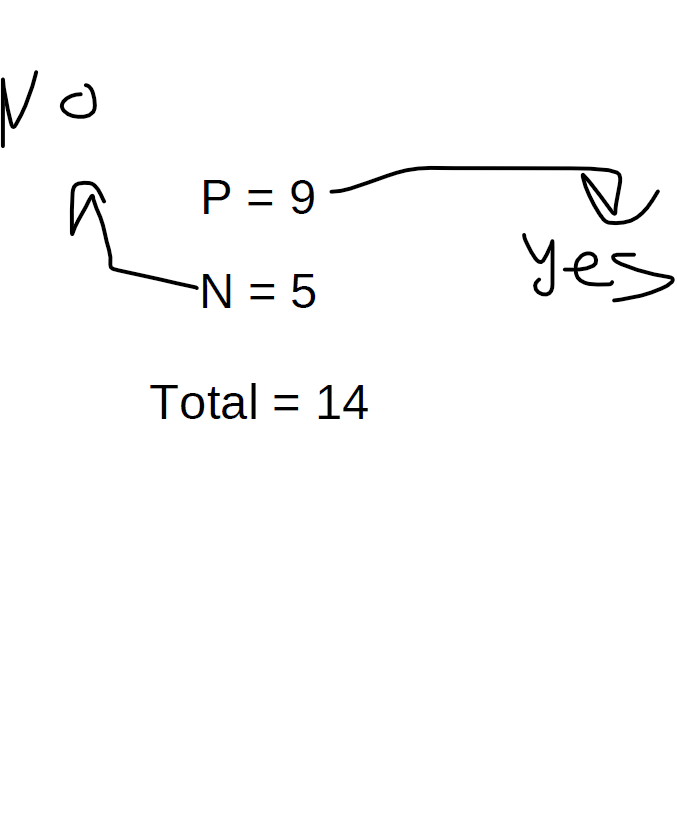 No
P = 9
yes
N = 5
Total = 14